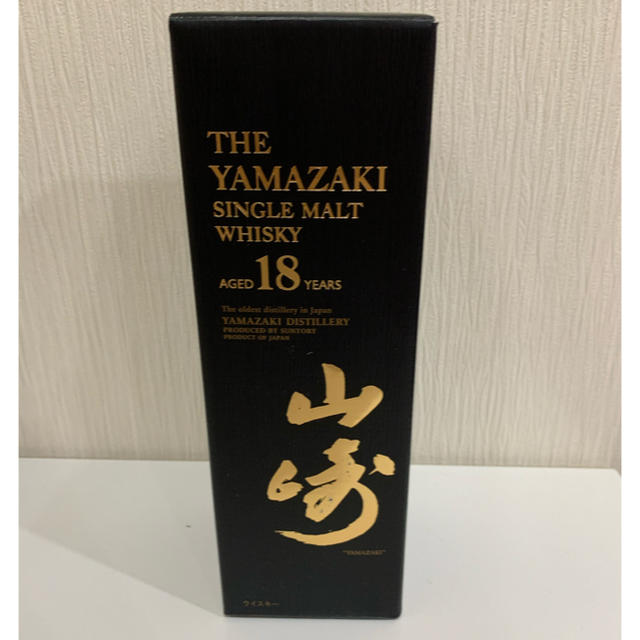 THE
YAMAZAKI
SINGLE MALT
WHISKY
AGED 18 YEARS
The oldest distillery in Japan
YAMAZAKI DISTILLERY
PRODUCED BY SUNTORY
PRODUCT OF JAPAN
山
崎
"YAMAZAKI"
ウイスキー